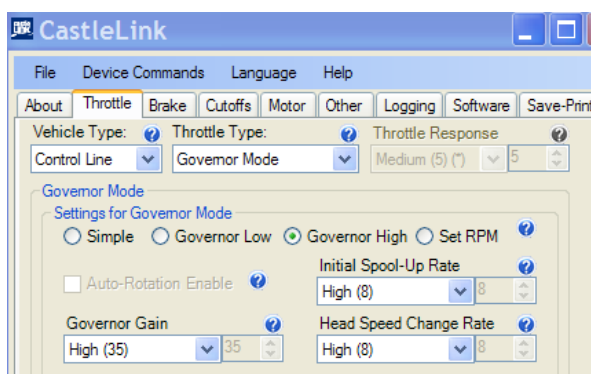 CastleLink
File Device Commands Language Help
About Throttle Brake Cutoffs Motor Other Logging Software Save-Print
Vehicle Type: Throttle Type: Throttle Response
Control Line Governor Mode Medium (5) (*) 5
Governor Mode
Settings for Governor Mode
Simple Governor Low Governor High Set RPM
Auto-Rotation Enable
Initial Spool-Up Rate
High (8) 8
Governor Gain Head Speed Change Rate
High (35) 35 High (8) 8